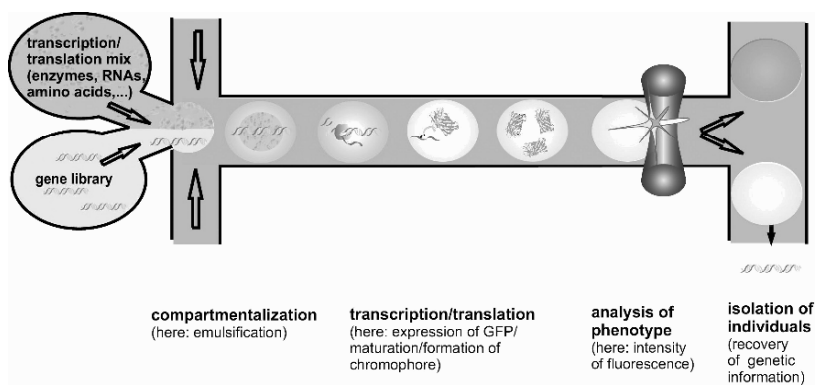 transcription/
translation mix
(enzymes, RNAs,
amino acids,...)
gene library
compartmentalization
(here: emulsification)
transcription/translation
(here: expression of GFP/
maturation/formation of
chromophore)
analysis of
phenotype
(here: intensity
of fluorescence)
isolation of
individuals
(recovery
of genetic
information)